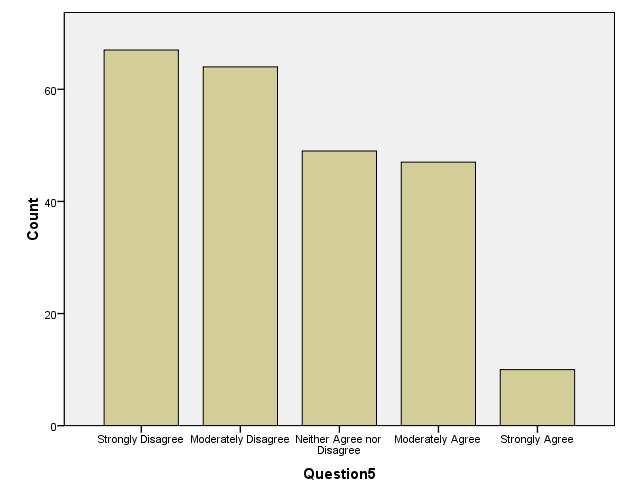 60
40
20
0
Count
Strongly Disagree
Moderately Disagree
Neither Agree nor
Disagree
Moderately Agree
Strongly Agree
Question5